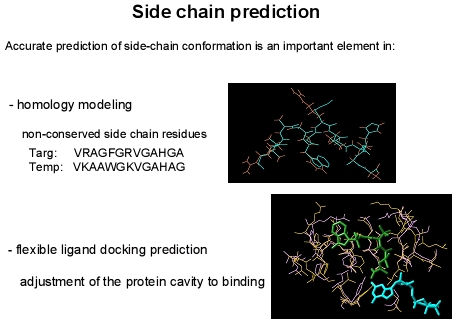 Side chain prediction
Accurate prediction of side-chain conformation is an important element in:
- homology modeling
non-conserved side chain residues
Targ: VRAGFGRVGAHGA
Temp: VKAAWGKVGAHAG
- flexible ligand docking prediction
adjustment of the protein cavity to binding